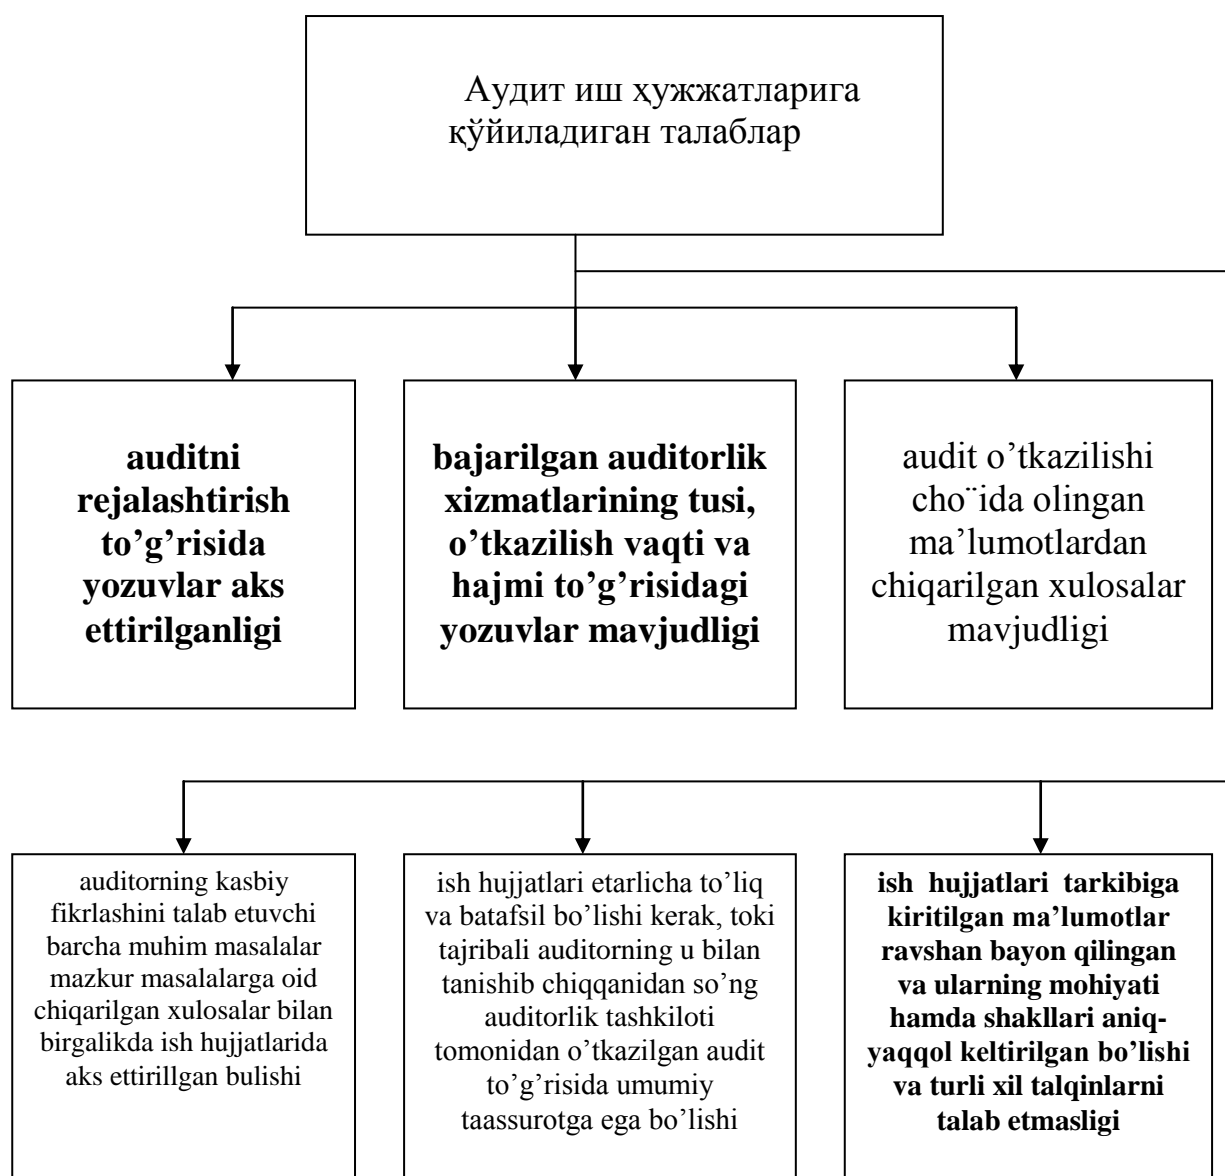 Аудит иш ҳужжатларига
қўйиладиган талаблар
auditni
rejalashtirish
to’g’risida
yozuvlar aks
ettirilganligi
bajarilgan auditorlik
xizmatlarining tusi,
o’tkazilish vaqti va
hajmi to’g’risidagi
yozuvlar mavjudligi
audit o’tkazilishi
cho¨ida olingan
ma’lumotlardan
chiqarilgan xulosalar
mavjudligi
auditorning kasbiy
fikrlashini talab etuvchi
barcha muhim masalalar
mazkur masalalarga oid
chiqarilgan xulosalar bilan
birgalikda ish hujjatlarida
aks ettirillgan bulishi
ish hujjatlari etarlicha to’liq
va batafsil bo’lishi kerak, toki
tajribali auditorning u bilan
tanishib chiqqanidan so’ng
auditorlik tashkiloti
tomonidan o’tkazilgan audit
to’g’risida umumiy
taassurotga ega bo’lishi
ish hujjatlari tarkibiga
kiritilgan ma’lumotlar
ravshan bayon qilingan
va ularning mohiyati
hamda shakllari aniq-
yaqqol keltirilgan bo’lishi
va turli xil talqinlarni
talab etmasligi